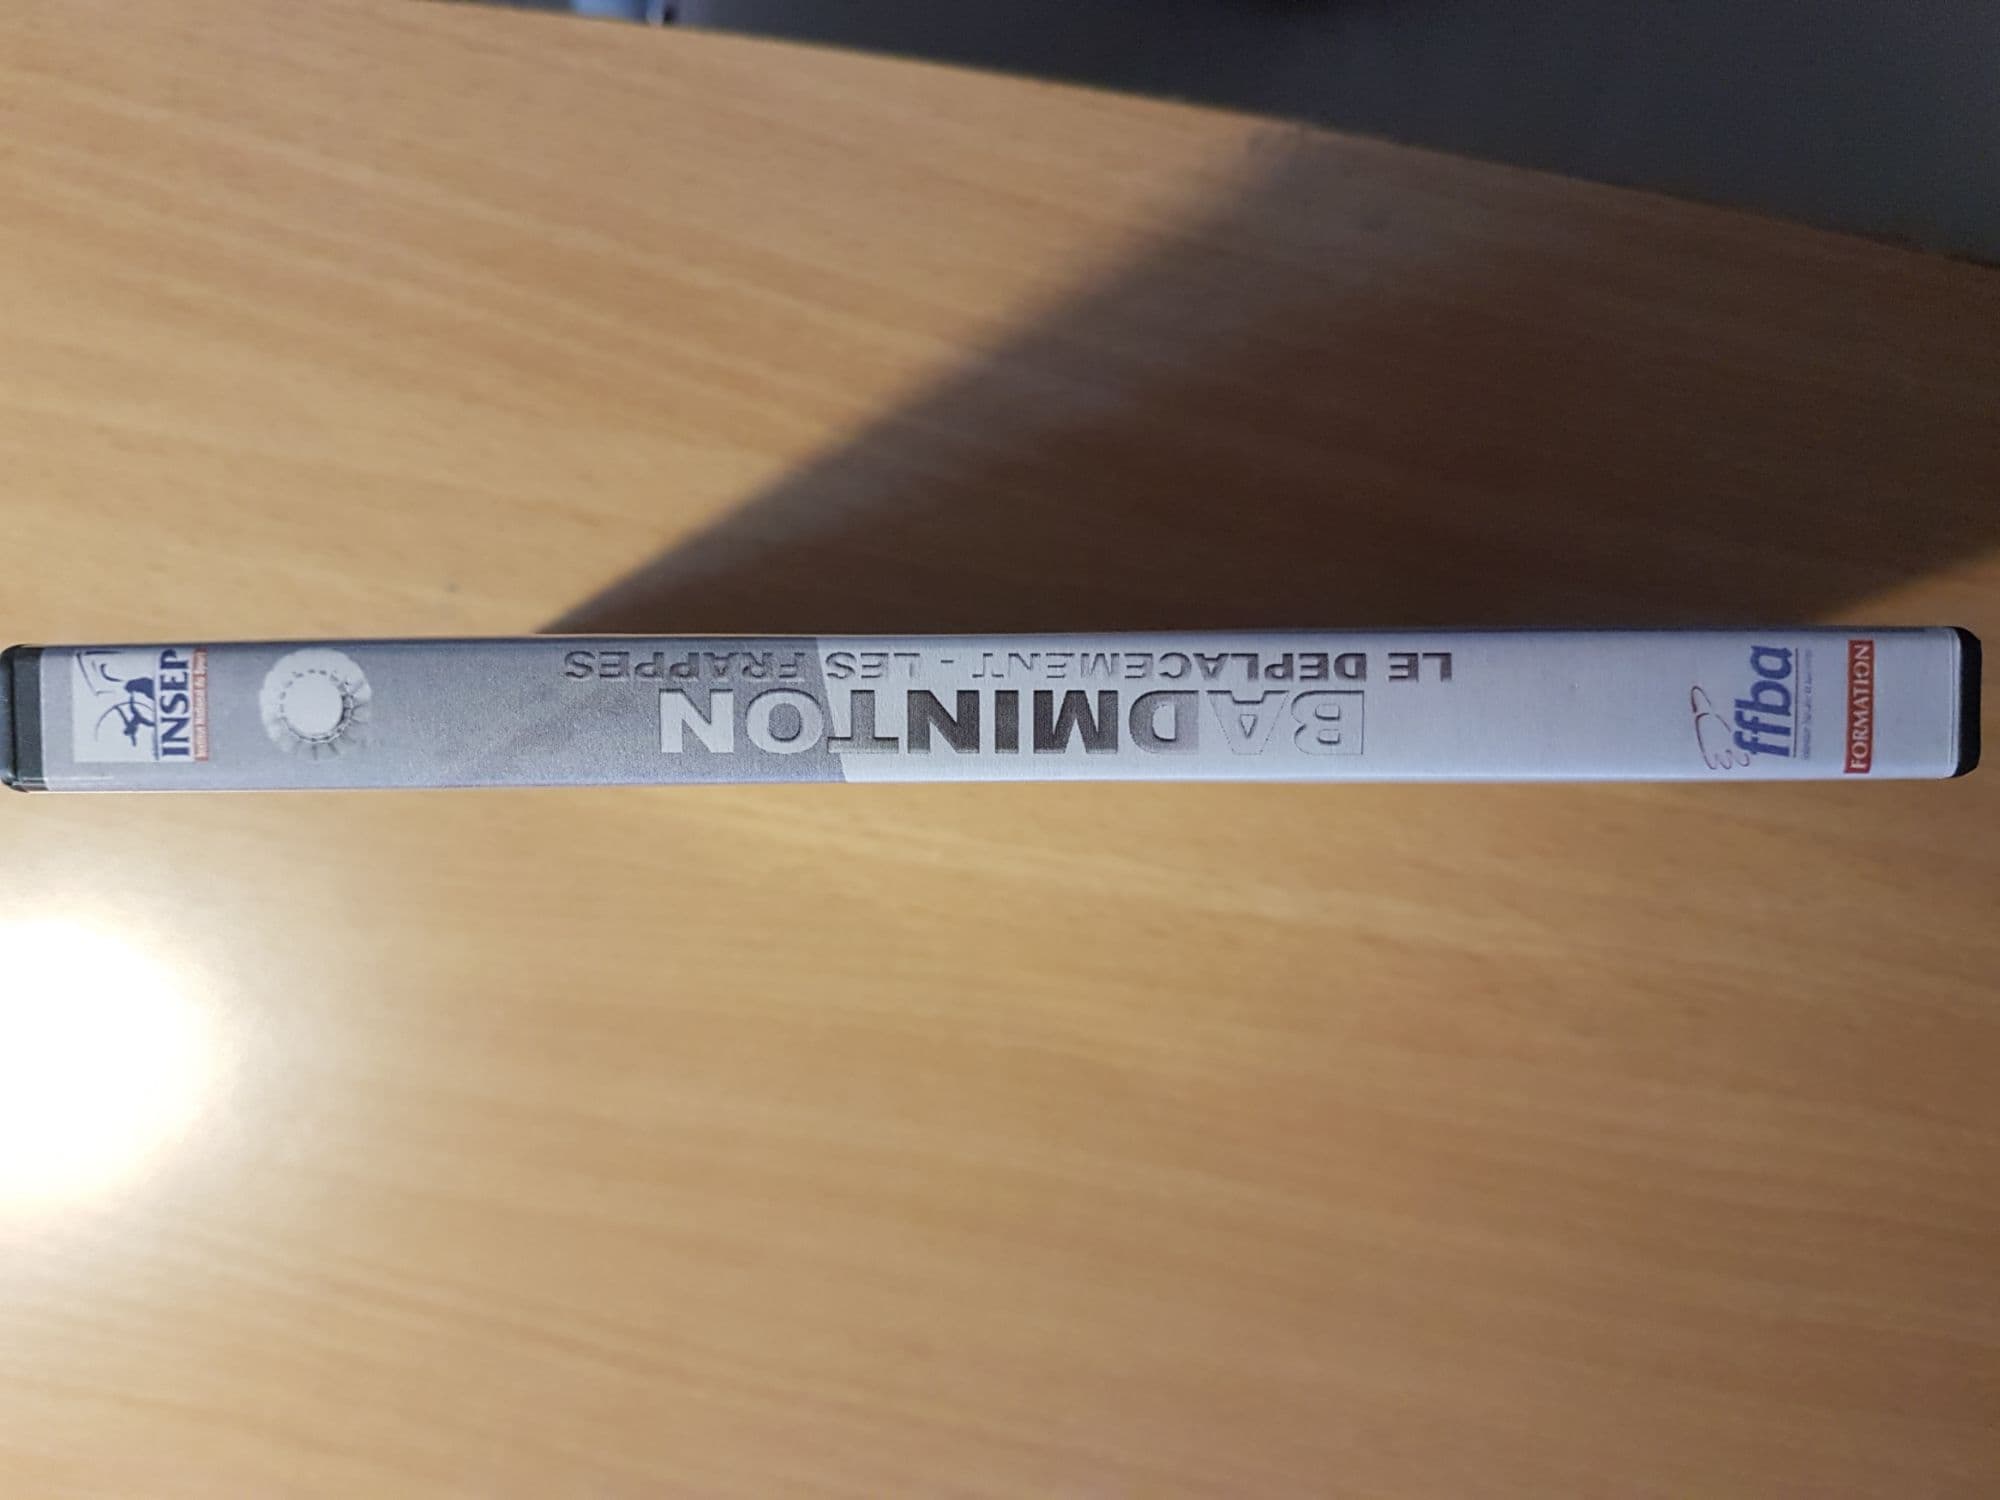 FORMATION
ffba
BADMINTON
LE DEPLACEMENT - LES FRAPPES
INSEP